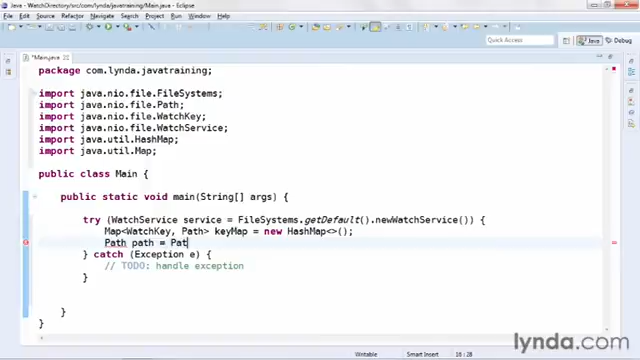 Java - WatchDirectory/src/com/lynda/javatraining/Main.java - Eclipse
File Edit Source Refactor Navigate Search Project Run Window Help
Quick Access
Java
Debug
*Main.java
package com.lynda.javatraining;
import java.nio.file.FileSystems;
import java.nio.file.Path;
import java.nio.file.WatchKey;
import java.nio.file.WatchService;
import java.util.HashMap;
import java.util.Map;
public class Main {
public static void main(String[] args) {
try (WatchService service = FileSystems.getDefault().newWatchService()) {
Map<WatchKey, Path> keyMap = new HashMap<>();
Path path = Pat
} catch (Exception e) {
// TODO: handle exception
}
}
}
Writable
Smart Insert
16 : 28
lynda.com